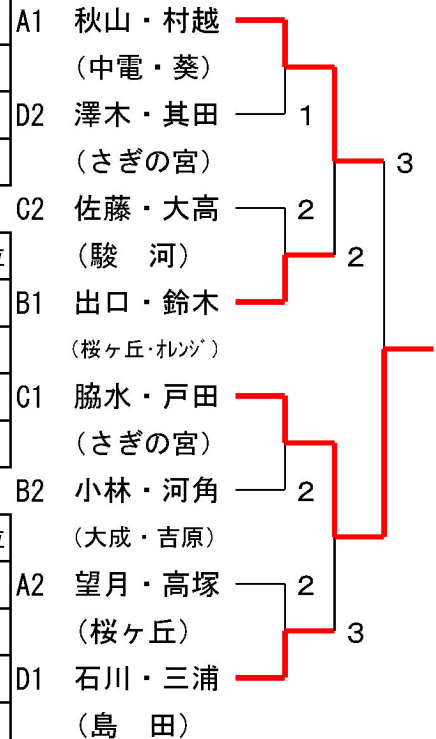 A1 秋山・村越
(中電・葵)
D2 澤木・其田 1
(さぎの宮) 3
C2 佐藤・大高 2
(駿 河) 2
B1 出口・鈴木
(桜ヶ丘・オレンジ)
C1 脇水・戸田
(さぎの宮)
B2 小林・河角 2
(大成・吉原)
A2 望月・高塚 2
(桜ヶ丘) 3
D1 石川・三浦
(島 田)